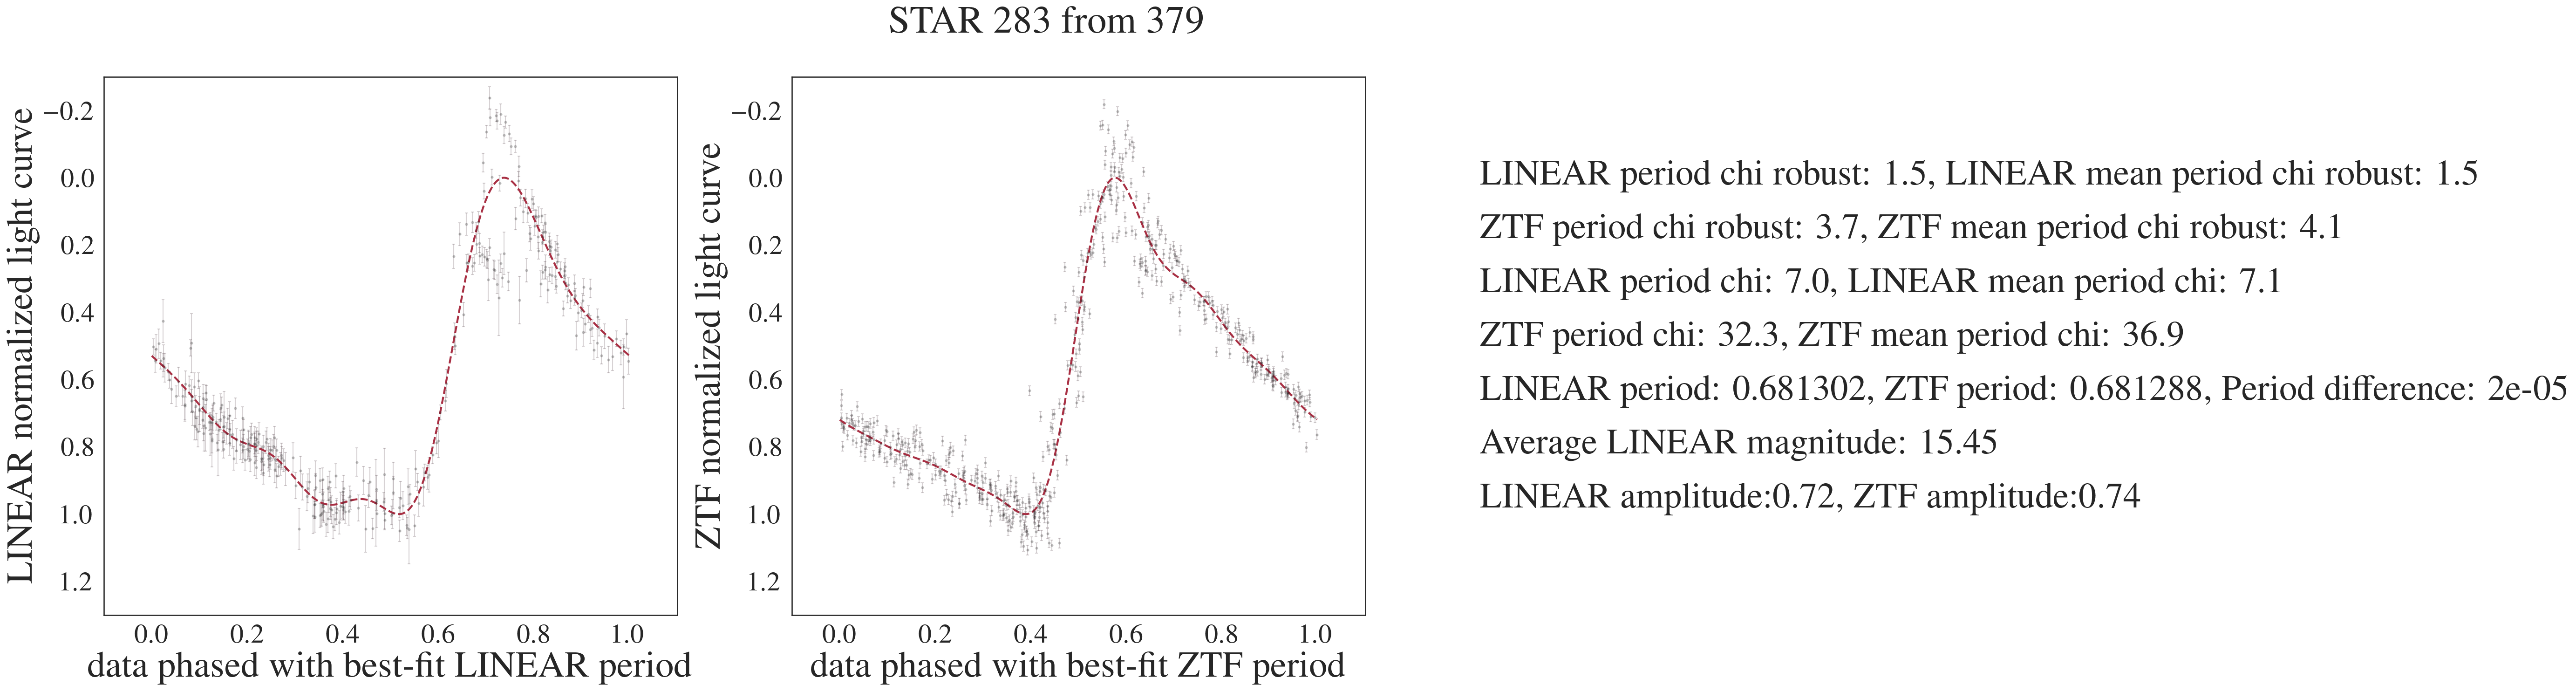 STAR 283 from 379
LINEAR normalized light curve
−0.2
0.0
0.2
0.4
0.6
0.8
1.0
1.2
0.0 0.2 0.4 0.6 0.8 1.0
data phased with best-fit LINEAR period
ZTF normalized light curve
−0.2
0.0
0.2
0.4
0.6
0.8
1.0
1.2
0.0 0.2 0.4 0.6 0.8 1.0
data phased with best-fit ZTF period
LINEAR period chi robust: 1.5, LINEAR mean period chi robust: 1.5
ZTF period chi robust: 3.7, ZTF mean period chi robust: 4.1
LINEAR period chi: 7.0, LINEAR mean period chi: 7.1
ZTF period chi: 32.3, ZTF mean period chi: 36.9
LINEAR period: 0.681302, ZTF period: 0.681288, Period difference: 2e-05
Average LINEAR magnitude: 15.45
LINEAR amplitude:0.72, ZTF amplitude:0.74